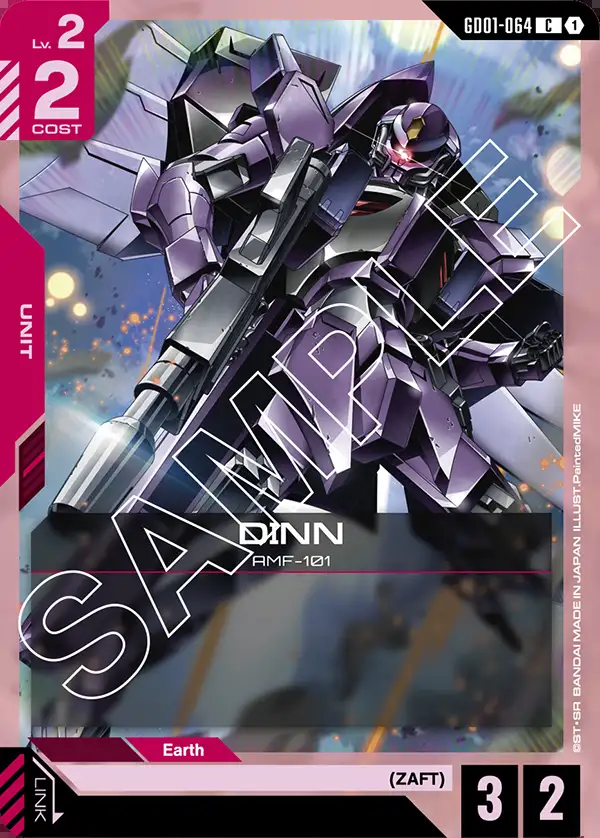 Lv. 2
2
COST
GD01-064 C 1
UNIT
SAMPLE
DINN
AMF-101
©ST・SR BANDAI MADE IN JAPAN ILLUST.PaintedMIKE
Earth
LINK
(ZAFT)
3 2